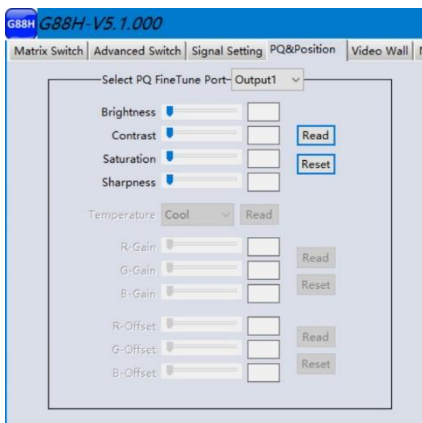 G88H G88H-V5.1.000
Matrix Switch Advanced Switch Signal Setting PQ&Position Video Wall
Select PQ FineTune Port Output1
Brightness
Contrast Read
Saturation
Reset
Sharpness
Temperature Cool Read
R-Gain
Read
G-Gain
Reset
B-Gain
R-Offset
Read
G-Offset
Reset
B-Offset